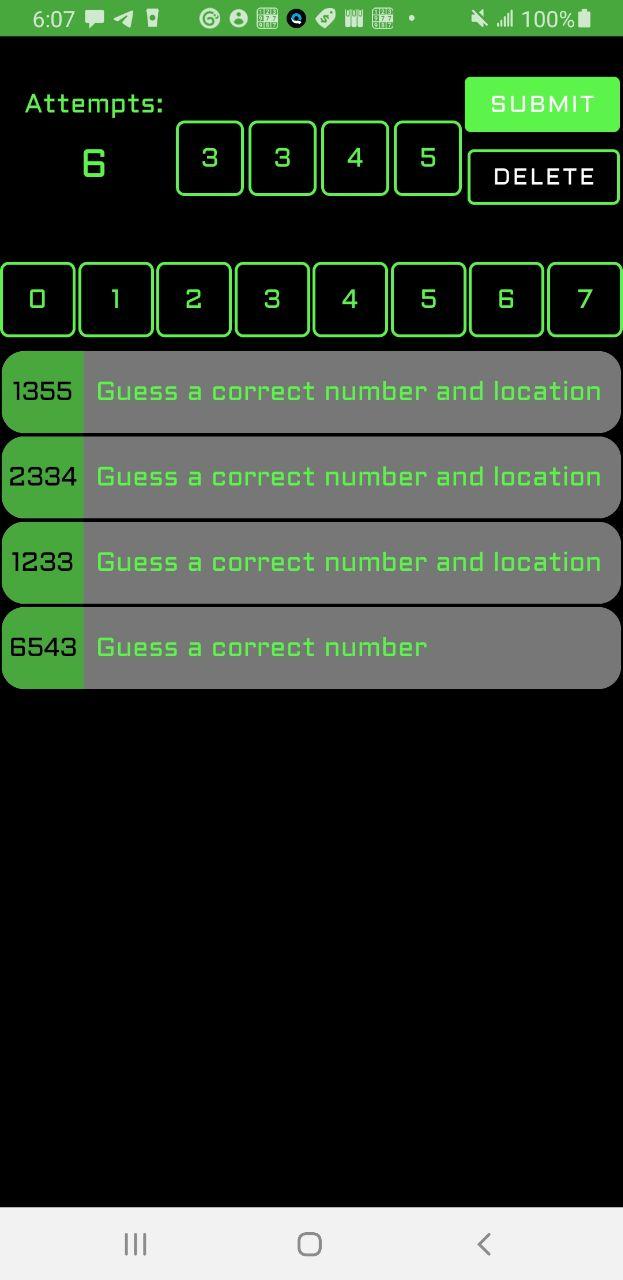 6:07 100%
Attempts:
6
3 3 4 5
SUBMIT
DELETE
0 1 2 3 4 5 6 7
1355 Guess a correct number and location
2334 Guess a correct number and location
1233 Guess a correct number and location
6543 Guess a correct number